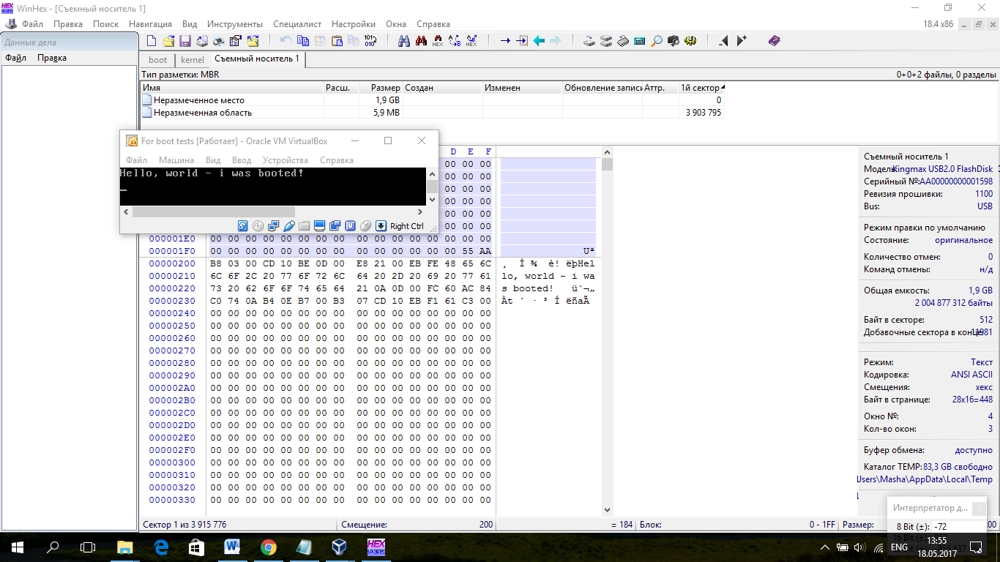 WinHex - [Съемный носитель 1]
Файл Правка Поиск Навигация Вид Инструменты Специалист Настройки Окна Справка 18.4 x86
Данные дела
Файл Правка
boot kernel Съемный носитель 1
Тип разметки: MBR 0+0+2 файлы, 0 разделы
Имя Расш. Размер Создан Изменен Обновление записи Аттр. 1й сектор
Неразмеченное место 1,9 GB 0
Неразмеченная область 5,9 MB 3 903 795
For boot tests [Работает] - Oracle VM VirtualBox
Файл Машина Вид Ввод Устройства Справка
Hello, world - i was booted!
_
Right Ctrl
D E F
00 00 00
00 00 00
00 00 00
00 00 00
00 00 00
00 00 00
000001E0 00 00 00 00 00 00 00 00 00 00 00 00 00 00 00 00
000001F0 00 00 00 00 00 00 00 00 00 00 00 00 00 00 55 AA Uª
00000200 B8 03 00 CD 10 BE 0D 00 E8 21 00 EB FE 48 65 6C ¸ Í ¾ è! ëþHel
00000210 6C 6F 2C 20 77 6F 72 6C 64 20 2D 20 69 20 77 61 lo, world - i wa
00000220 73 20 62 6F 6F 74 65 64 21 0A 0D 00 FC 60 AC 84 s booted! ü`¬„
00000230 C0 74 0A B4 0E B7 00 B3 07 CD 10 EB F1 61 C3 00 Àt ´ · ³ Í ëñaÃ
00000240 00 00 00 00 00 00 00 00 00 00 00 00 00 00 00 00
00000250 00 00 00 00 00 00 00 00 00 00 00 00 00 00 00 00
00000260 00 00 00 00 00 00 00 00 00 00 00 00 00 00 00 00
00000270 00 00 00 00 00 00 00 00 00 00 00 00 00 00 00 00
00000280 00 00 00 00 00 00 00 00 00 00 00 00 00 00 00 00
00000290 00 00 00 00 00 00 00 00 00 00 00 00 00 00 00 00
000002A0 00 00 00 00 00 00 00 00 00 00 00 00 00 00 00 00
000002B0 00 00 00 00 00 00 00 00 00 00 00 00 00 00 00 00
000002C0 00 00 00 00 00 00 00 00 00 00 00 00 00 00 00 00
000002D0 00 00 00 00 00 00 00 00 00 00 00 00 00 00 00 00
000002E0 00 00 00 00 00 00 00 00 00 00 00 00 00 00 00 00
000002F0 00 00 00 00 00 00 00 00 00 00 00 00 00 00 00 00
00000300 00 00 00 00 00 00 00 00 00 00 00 00 00 00 00 00
00000310 00 00 00 00 00 00 00 00 00 00 00 00 00 00 00 00
00000320 00 00 00 00 00 00 00 00 00 00 00 00 00 00 00 00
00000330 00 00 00 00 00 00 00 00 00 00 00 00 00 00 00 00
Съемный носитель 1
Модель: Kingmax USB2.0 FlashDisk
Серийный №: AA00000000001598
Ревизия прошивки: 1100
Bus: USB
Режим правки по умолчанию
Состояние: оригинальное
Количество отмен: 0
Команд отмены: н/д
Общая емкость: 1,9 GB
2 004 877 312 байты
Байт в секторе: 512
Добавочные сектора в конце: 11981
Режим: Текст
Кодировка: ANSI ASCII
Смещения: хекс
Байт в странице: 28x16=448
Окно №: 4
Кол-во окон: 3
Буфер обмена: доступно
Каталог TEMP: 83,3 GB свободно
Users\Masha\AppData\Local\Temp
Интерпретатор д...
8 Bit (±): -72
16 Bit (±):
Сектор 1 из 3 915 776 Смещение: 200 = 184 Блок: 0 - 1FF Размер: 200
ENG 13:55
18.05.2017